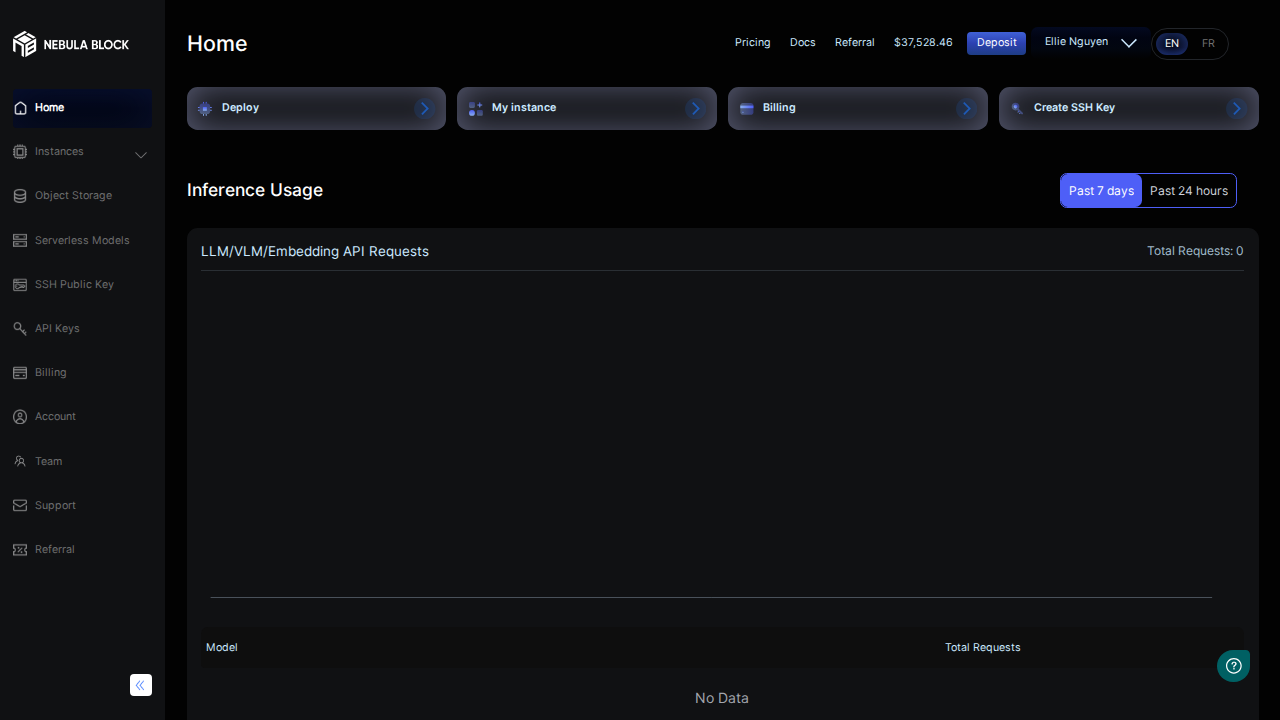 NEBULA BLOCK
Home
Instances
Object Storage
Serverless Models
SSH Public Key
API Keys
Billing
Account
Team
Support
Referral
Home
Pricing
Docs
Referral
$37,528.46
Deposit
Ellie Nguyen
EN
FR
Deploy
My instance
Billing
Create SSH Key
Inference Usage
Past 7 days
Past 24 hours
LLM/VLM/Embedding API Requests
Total Requests: 0
Model
Total Requests
No Data